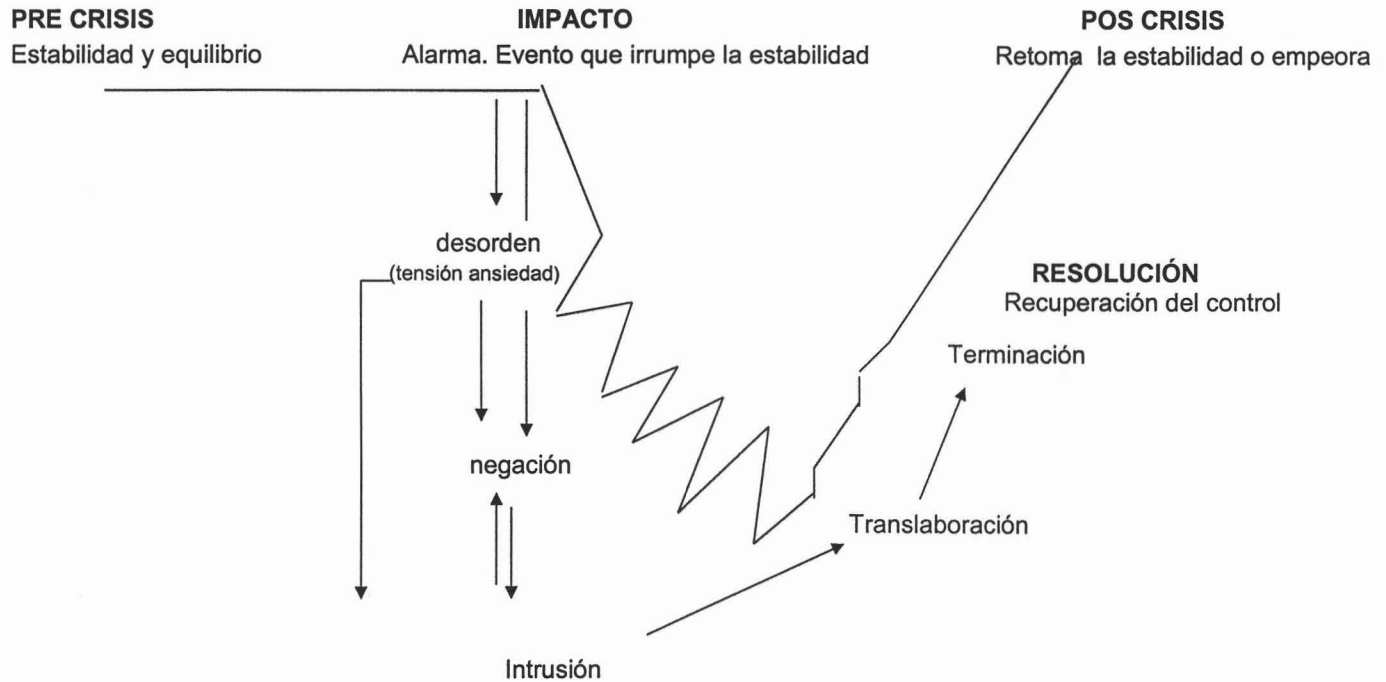 PRE CRISIS
Estabilidad y equilibrio
IMPACTO
Alarma. Evento que irrumpe la estabilidad
POS CRISIS
Retoma la estabilidad o empeora
desorden
(tensión ansiedad)
negación
Intrusión
Translaboración
Terminación
RESOLUCIÓN
Recuperación del control